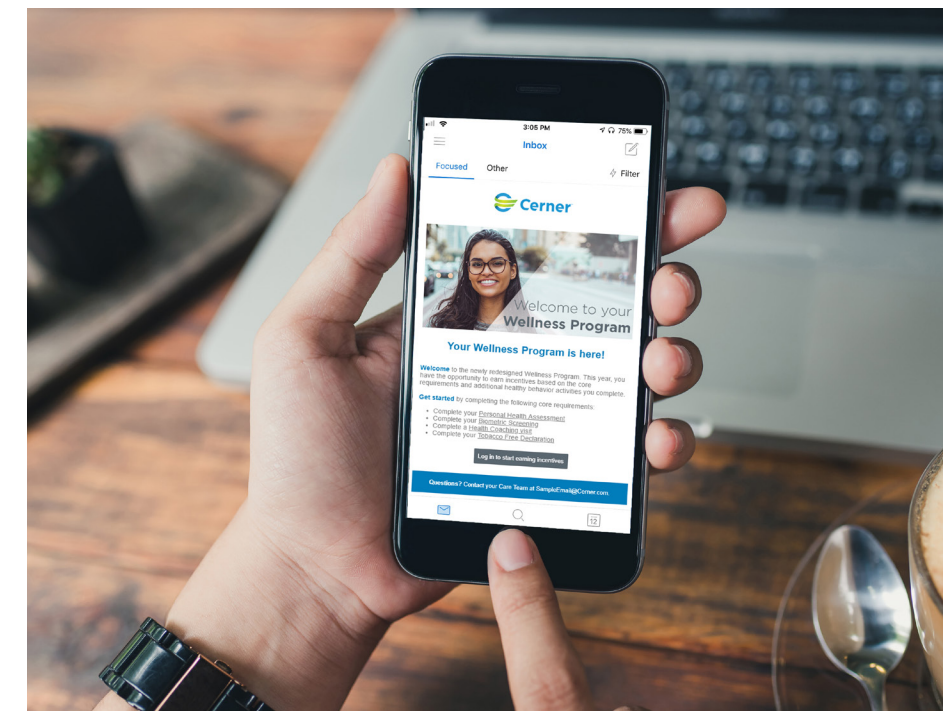 3:05 PM
75%
Inbox
Focused
Other
Filter
Cerner
Welcome to your
Wellness Program
Your Wellness Program is here!
Welcome to the newly redesigned Wellness Program. This year, you
have the opportunity to earn incentives based on the core
requirements and additional healthy behavior activities you complete.
Get started by completing the following core requirements:
• Complete your Personal Health Assessment
• Complete your Biometric Screening
• Complete a Health Coaching visit
• Complete your Tobacco Free Declaration
Log in to start earning incentives
Questions? Contact your Care Team at SampleEmail@Cerner.com.
12